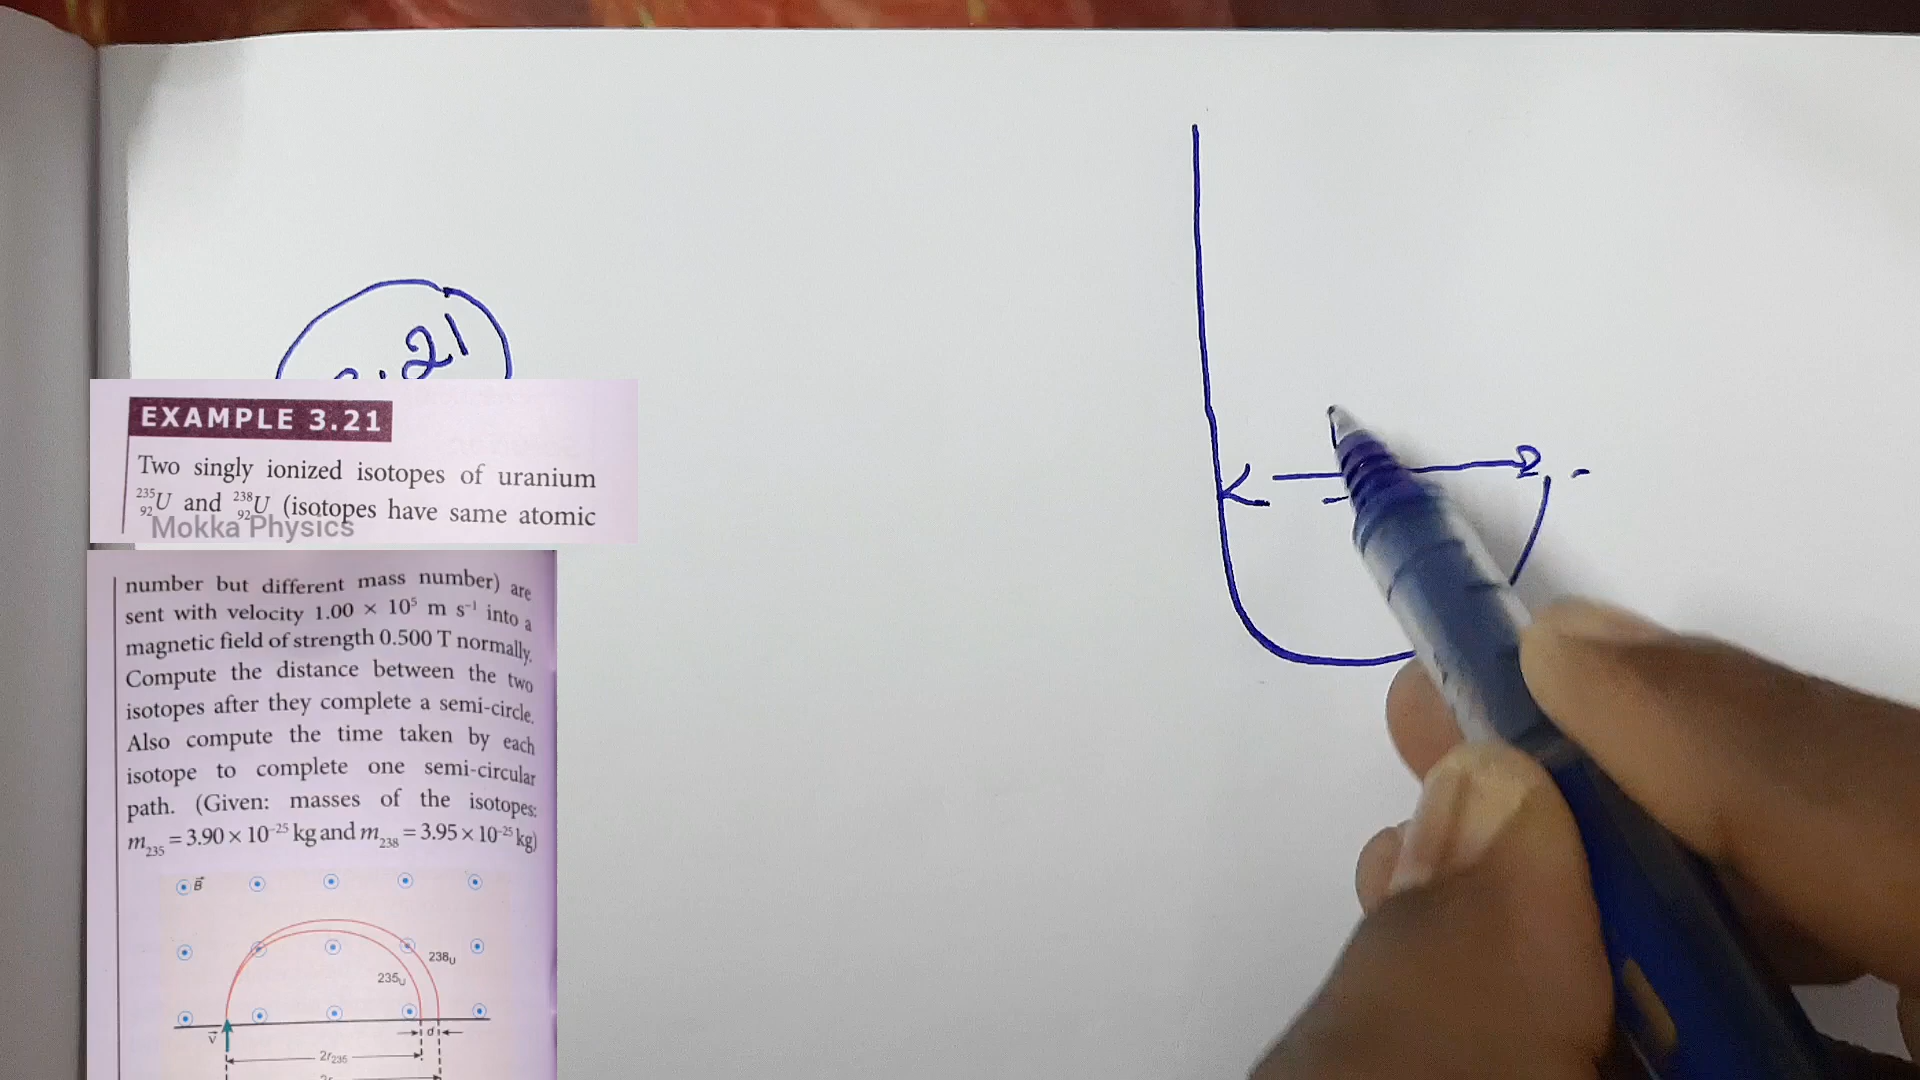 .21
EXAMPLE 3.21
Two singly ionized isotopes of uranium
²³⁵₉₂U and ²³⁸₉₂U (isotopes have same atomic
Mokka Physics
number but different mass number) are
sent with velocity 1.00 × 10⁵ m s⁻¹ into a
magnetic field of strength 0.500 T normally.
Compute the distance between the two
isotopes after they complete a semi-circle.
Also compute the time taken by each
isotope to complete one semi-circular
path. (Given: masses of the isotopes:
m₂₃₅ = 3.90 × 10⁻²⁵ kg and m₂₃₈ = 3.95 × 10⁻²⁵ kg)
B⃗
238U
235U
v⃗
d
2r₂₃₅